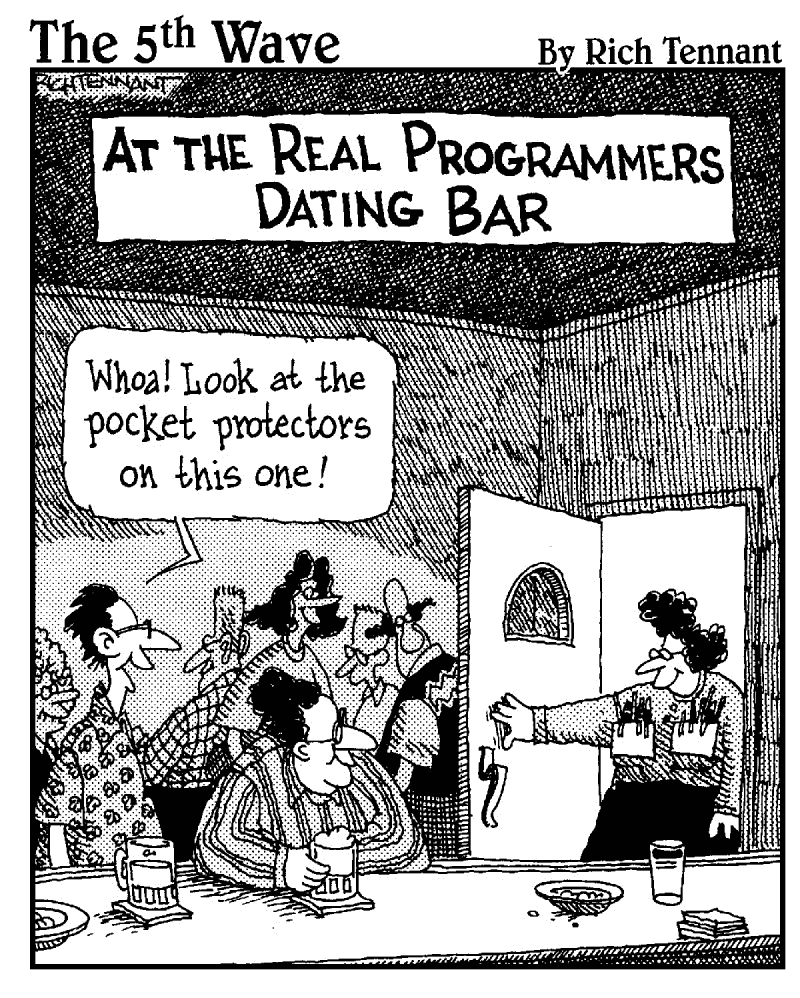 The 5th Wave
By Rich Tennant
RICHTENNANT
AT THE REAL PROGRAMMERS
DATING BAR
Whoa! Look at the
pocket protectors
on this one!